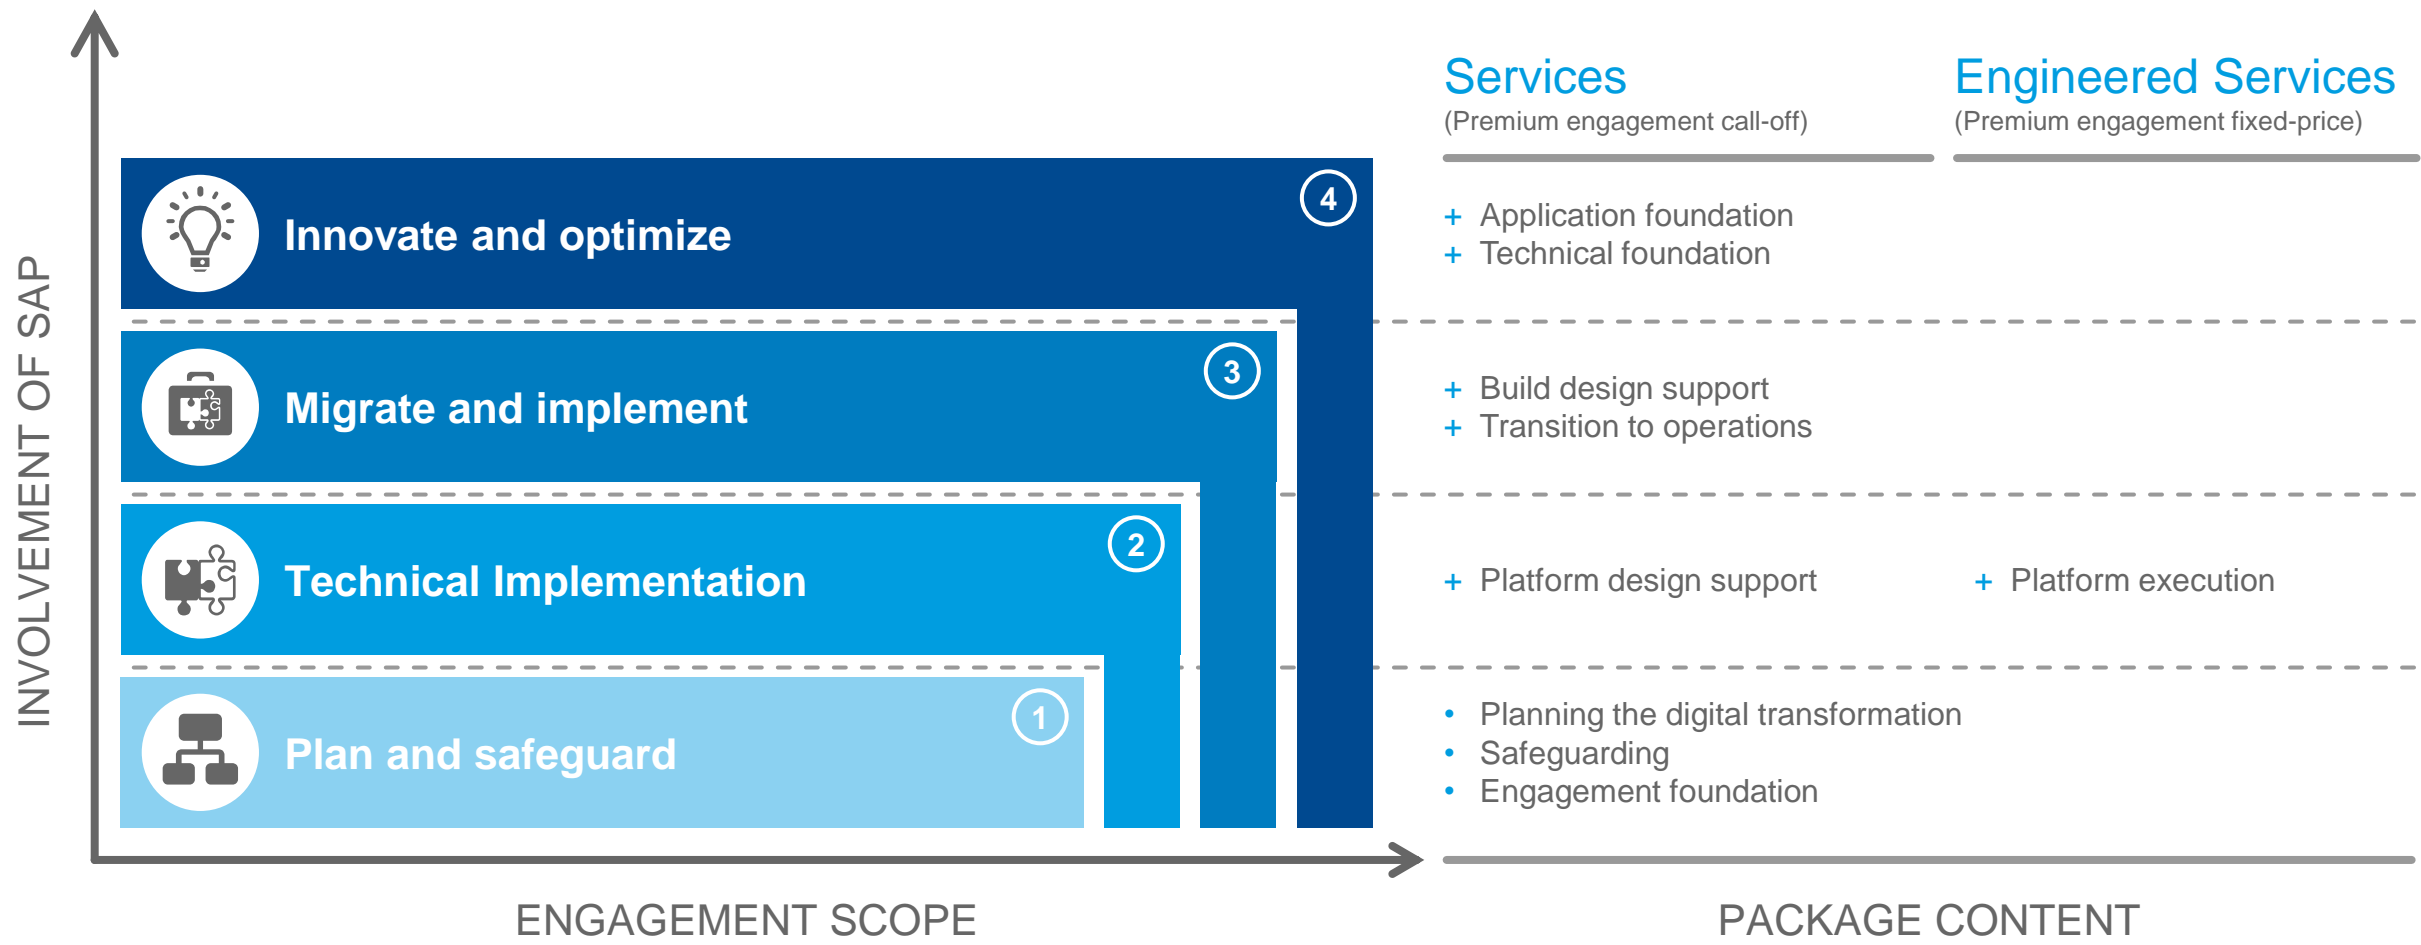 Services
(Premium engagement call-off)
Engineered Services
(Premium engagement fixed-price)
INVOLVEMENT OF SAP
Innovate and optimize
4
+ Application foundation
+ Technical foundation
Migrate and implement
3
+ Build design support
+ Transition to operations
Technical Implementation
2
+ Platform design support
+ Platform execution
Plan and safeguard
1
• Planning the digital transformation
• Safeguarding
• Engagement foundation
ENGAGEMENT SCOPE
PACKAGE CONTENT